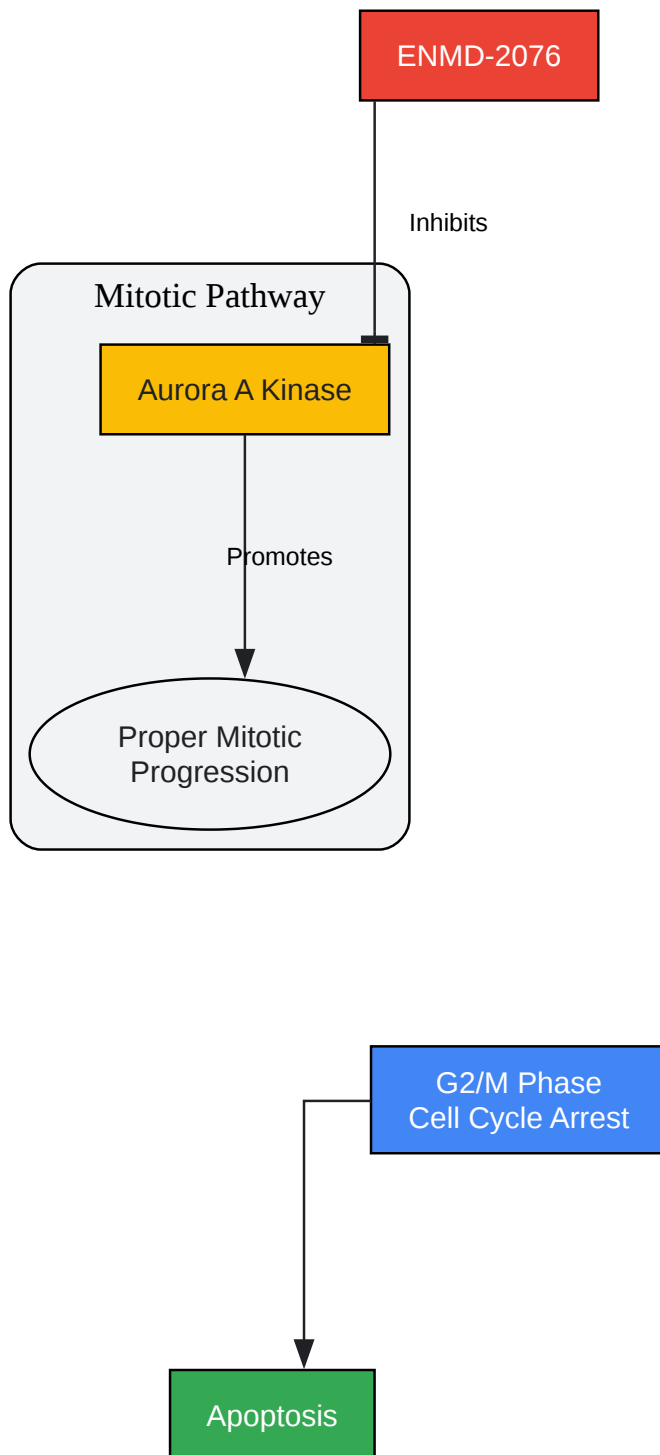 ENMD-2076
Inhibits
Mitotic Pathway
Aurora A Kinase
Promotes
Proper Mitotic
Progression
G2/M Phase
Cell Cycle Arrest
Apoptosis